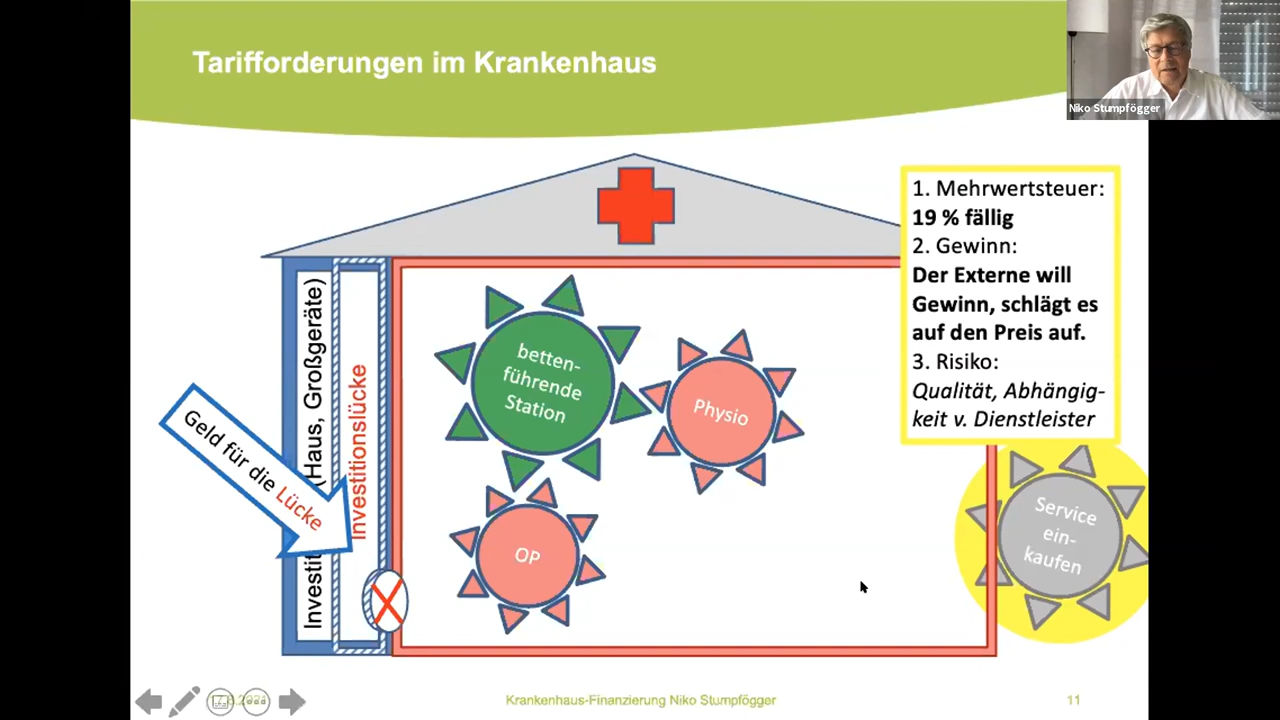 Tarifforderungen im Krankenhaus
Niko Stumpfögger
1. Mehrwertsteuer:
19 % fällig
2. Gewinn:
Der Externe will
Gewinn, schlägt es
auf den Preis auf.
3. Risiko:
Qualität, Abhängig-
keit v. Dienstleister
Geld für die Lücke
(Haus, Großgeräte)
Investitionslücke
betten-
führende
Station
Physio
OP
Service
ein-
kaufen
Krankenhaus-Finanzierung Niko Stumpfögger
11